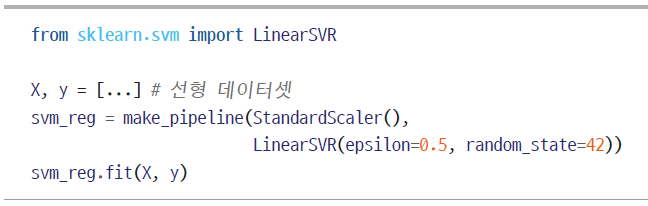 from sklearn.svm import LinearSVR
X, y = [...] # 선형 데이터셋
svm_reg = make_pipeline(StandardScaler(),
LinearSVR(epsilon=0.5, random_state=42))
svm_reg.fit(X, y)